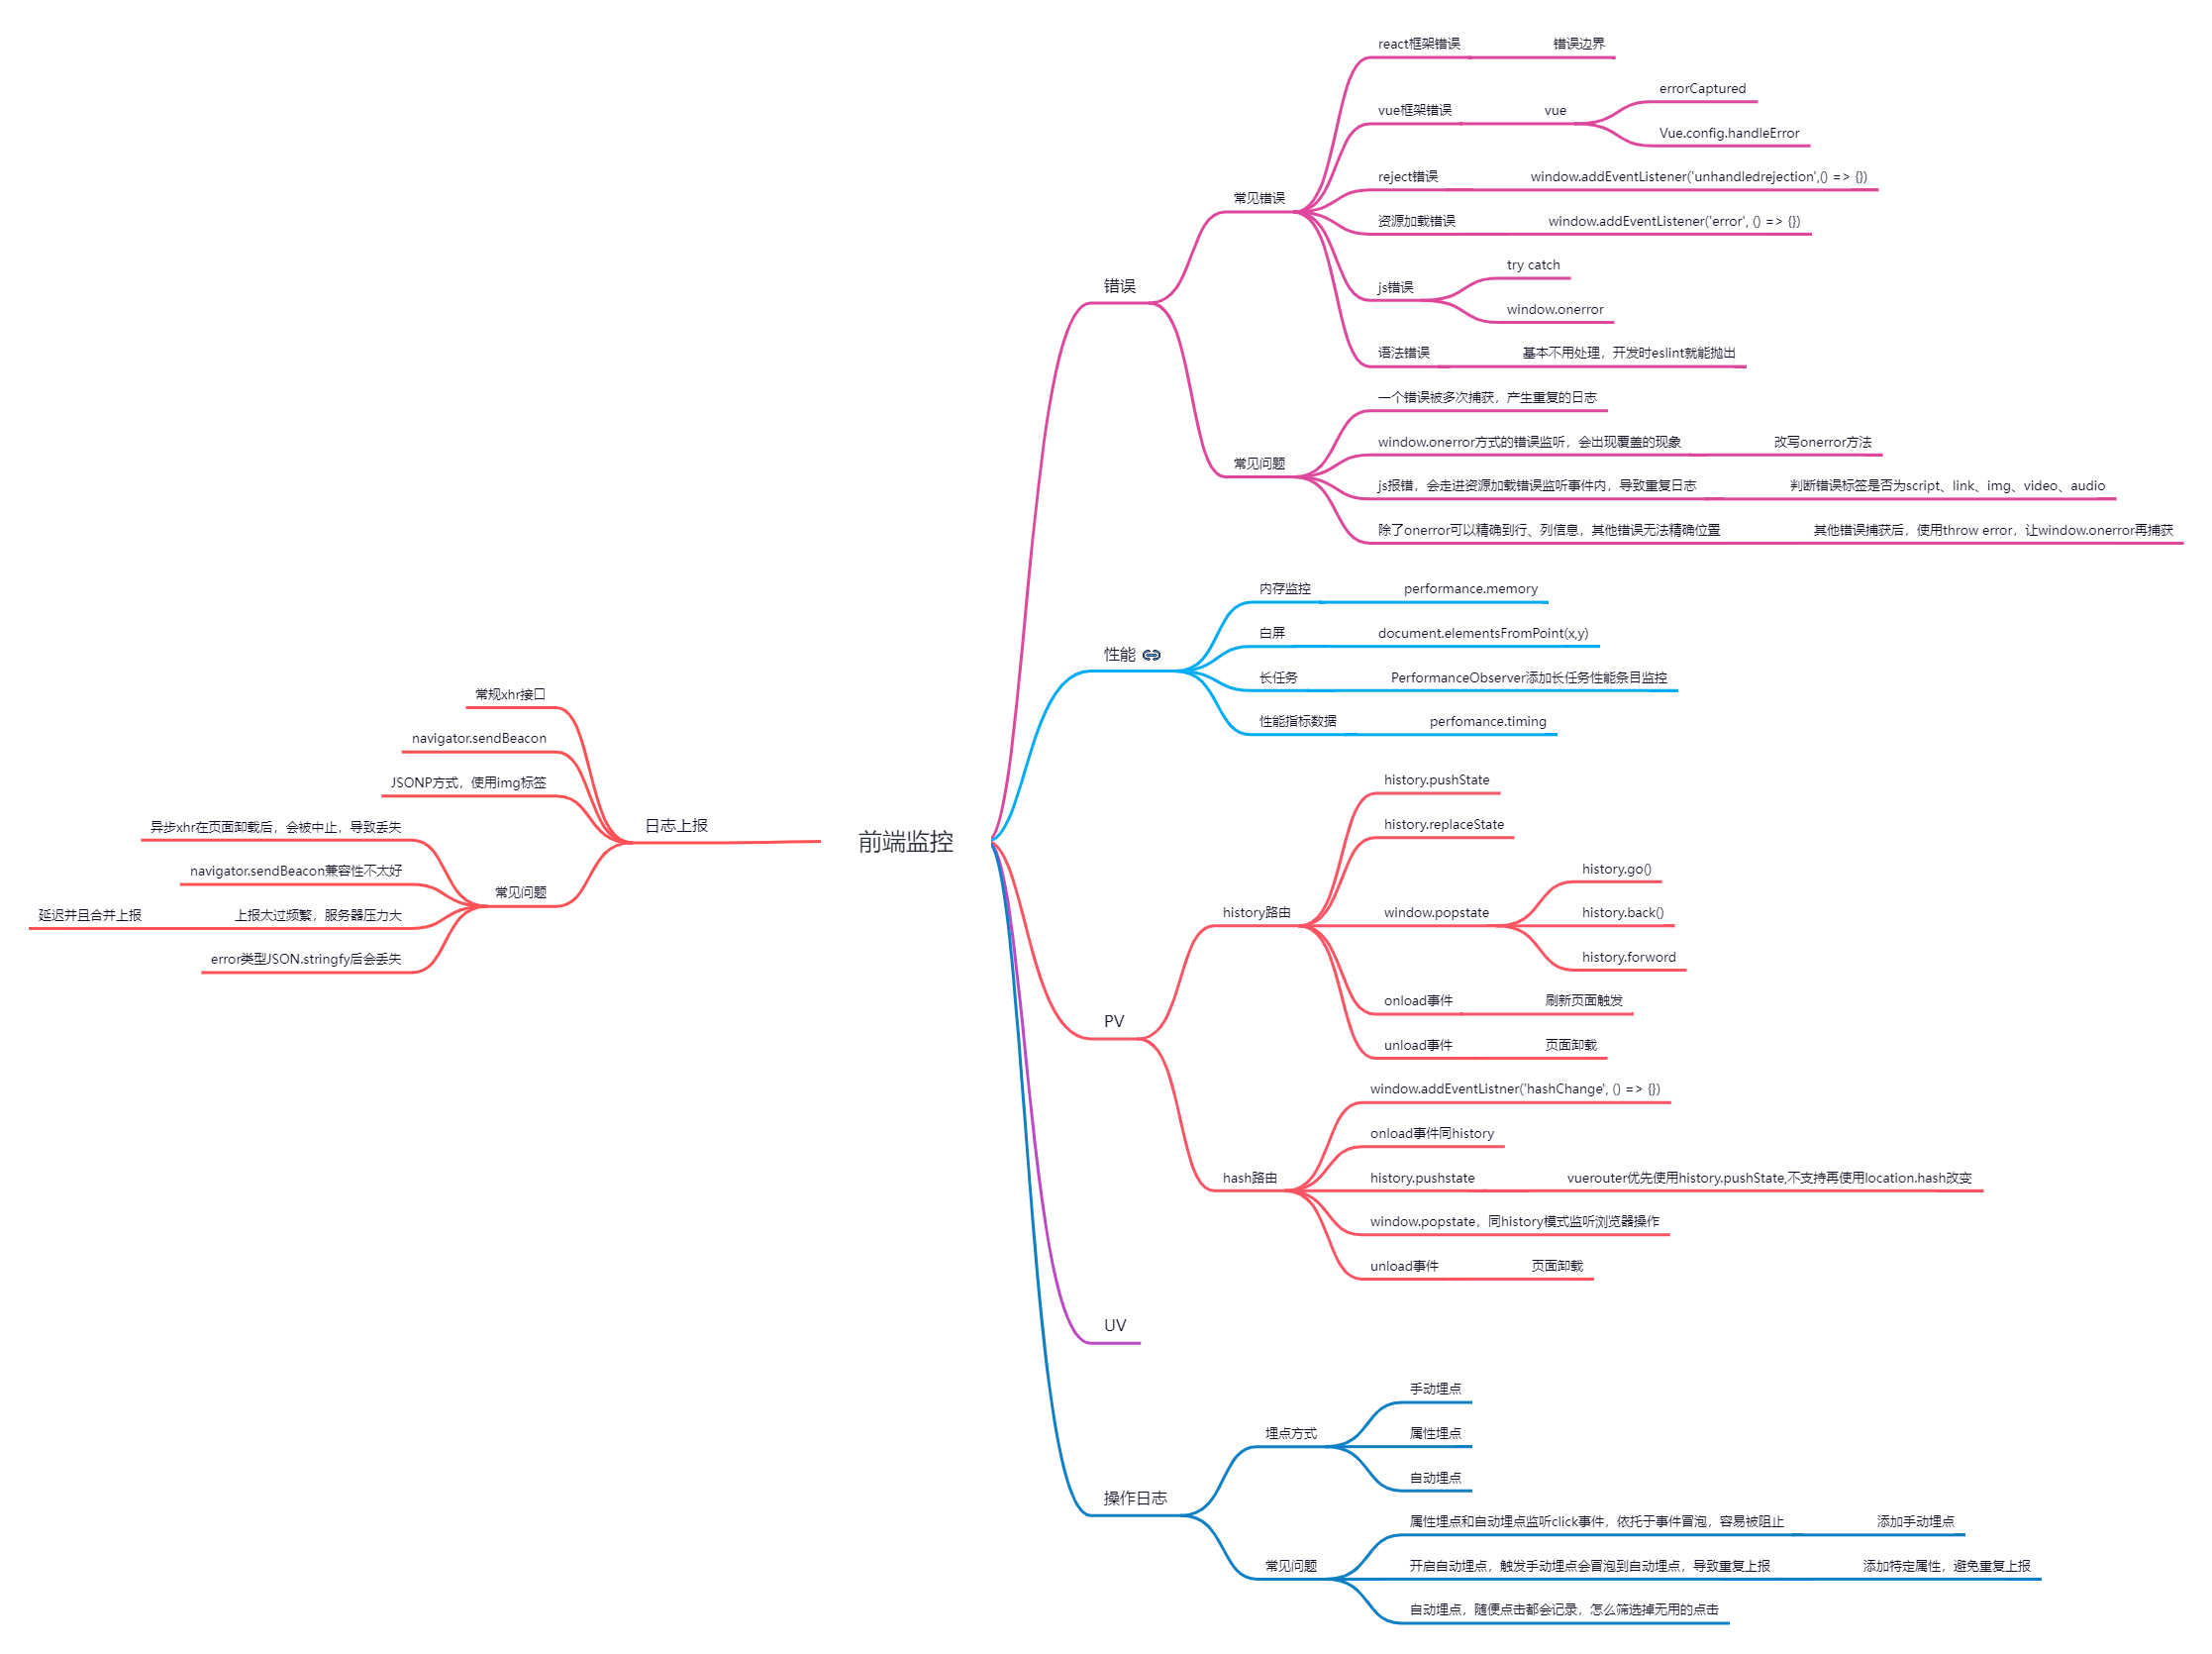 前端监控
错误
常见错误
react框架错误
错误边界
vue框架错误
vue
errorCaptured
Vue.config.handleError
reject错误
window.addEventListener('unhandledrejection',() => {})
资源加载错误
window.addEventListener('error', () => {})
js错误
try catch
window.onerror
语法错误
基本不用处理，开发时eslint就能抛出
常见问题
一个错误被多次捕获，产生重复的日志
window.onerror方式的错误监听，会出现覆盖的现象
改写onerror方法
js报错，会走进资源加载错误监听事件内，导致重复日志
判断错误标签是否为script、link、img、video、audio
除了onerror可以精确到行、列信息，其他错误无法精确位置
其他错误捕获后，使用throw error，让window.onerror再捕获
性能
内存监控
performance.memory
白屏
document.elementsFromPoint(x,y)
长任务
PerformanceObserver添加长任务性能条目监控
性能指标数据
perfomance.timing
PV
history路由
history.pushState
history.replaceState
window.popstate
history.go()
history.back()
history.forword
onload事件
刷新页面触发
unload事件
页面卸载
hash路由
window.addEventListner('hashChange', () => {})
onload事件同history
history.pushstate
vuerouter优先使用history.pushState,不支持再使用location.hash改变
window.popstate，同history模式监听浏览器操作
unload事件
页面卸载
UV
操作日志
埋点方式
手动埋点
属性埋点
自动埋点
常见问题
属性埋点和自动埋点监听click事件，依托于事件冒泡，容易被阻止
添加手动埋点
开启自动埋点，触发手动埋点会冒泡到自动埋点，导致重复上报
添加特定属性，避免重复上报
自动埋点，随便点击都会记录，怎么筛选掉无用的点击
日志上报
常规xhr接口
navigator.sendBeacon
JSONP方式，使用img标签
常见问题
异步xhr在页面卸载后，会被中止，导致丢失
navigator.sendBeacon兼容性不太好
上报太过频繁，服务器压力大
延迟并且合并上报
error类型JSON.stringfy后会丢失